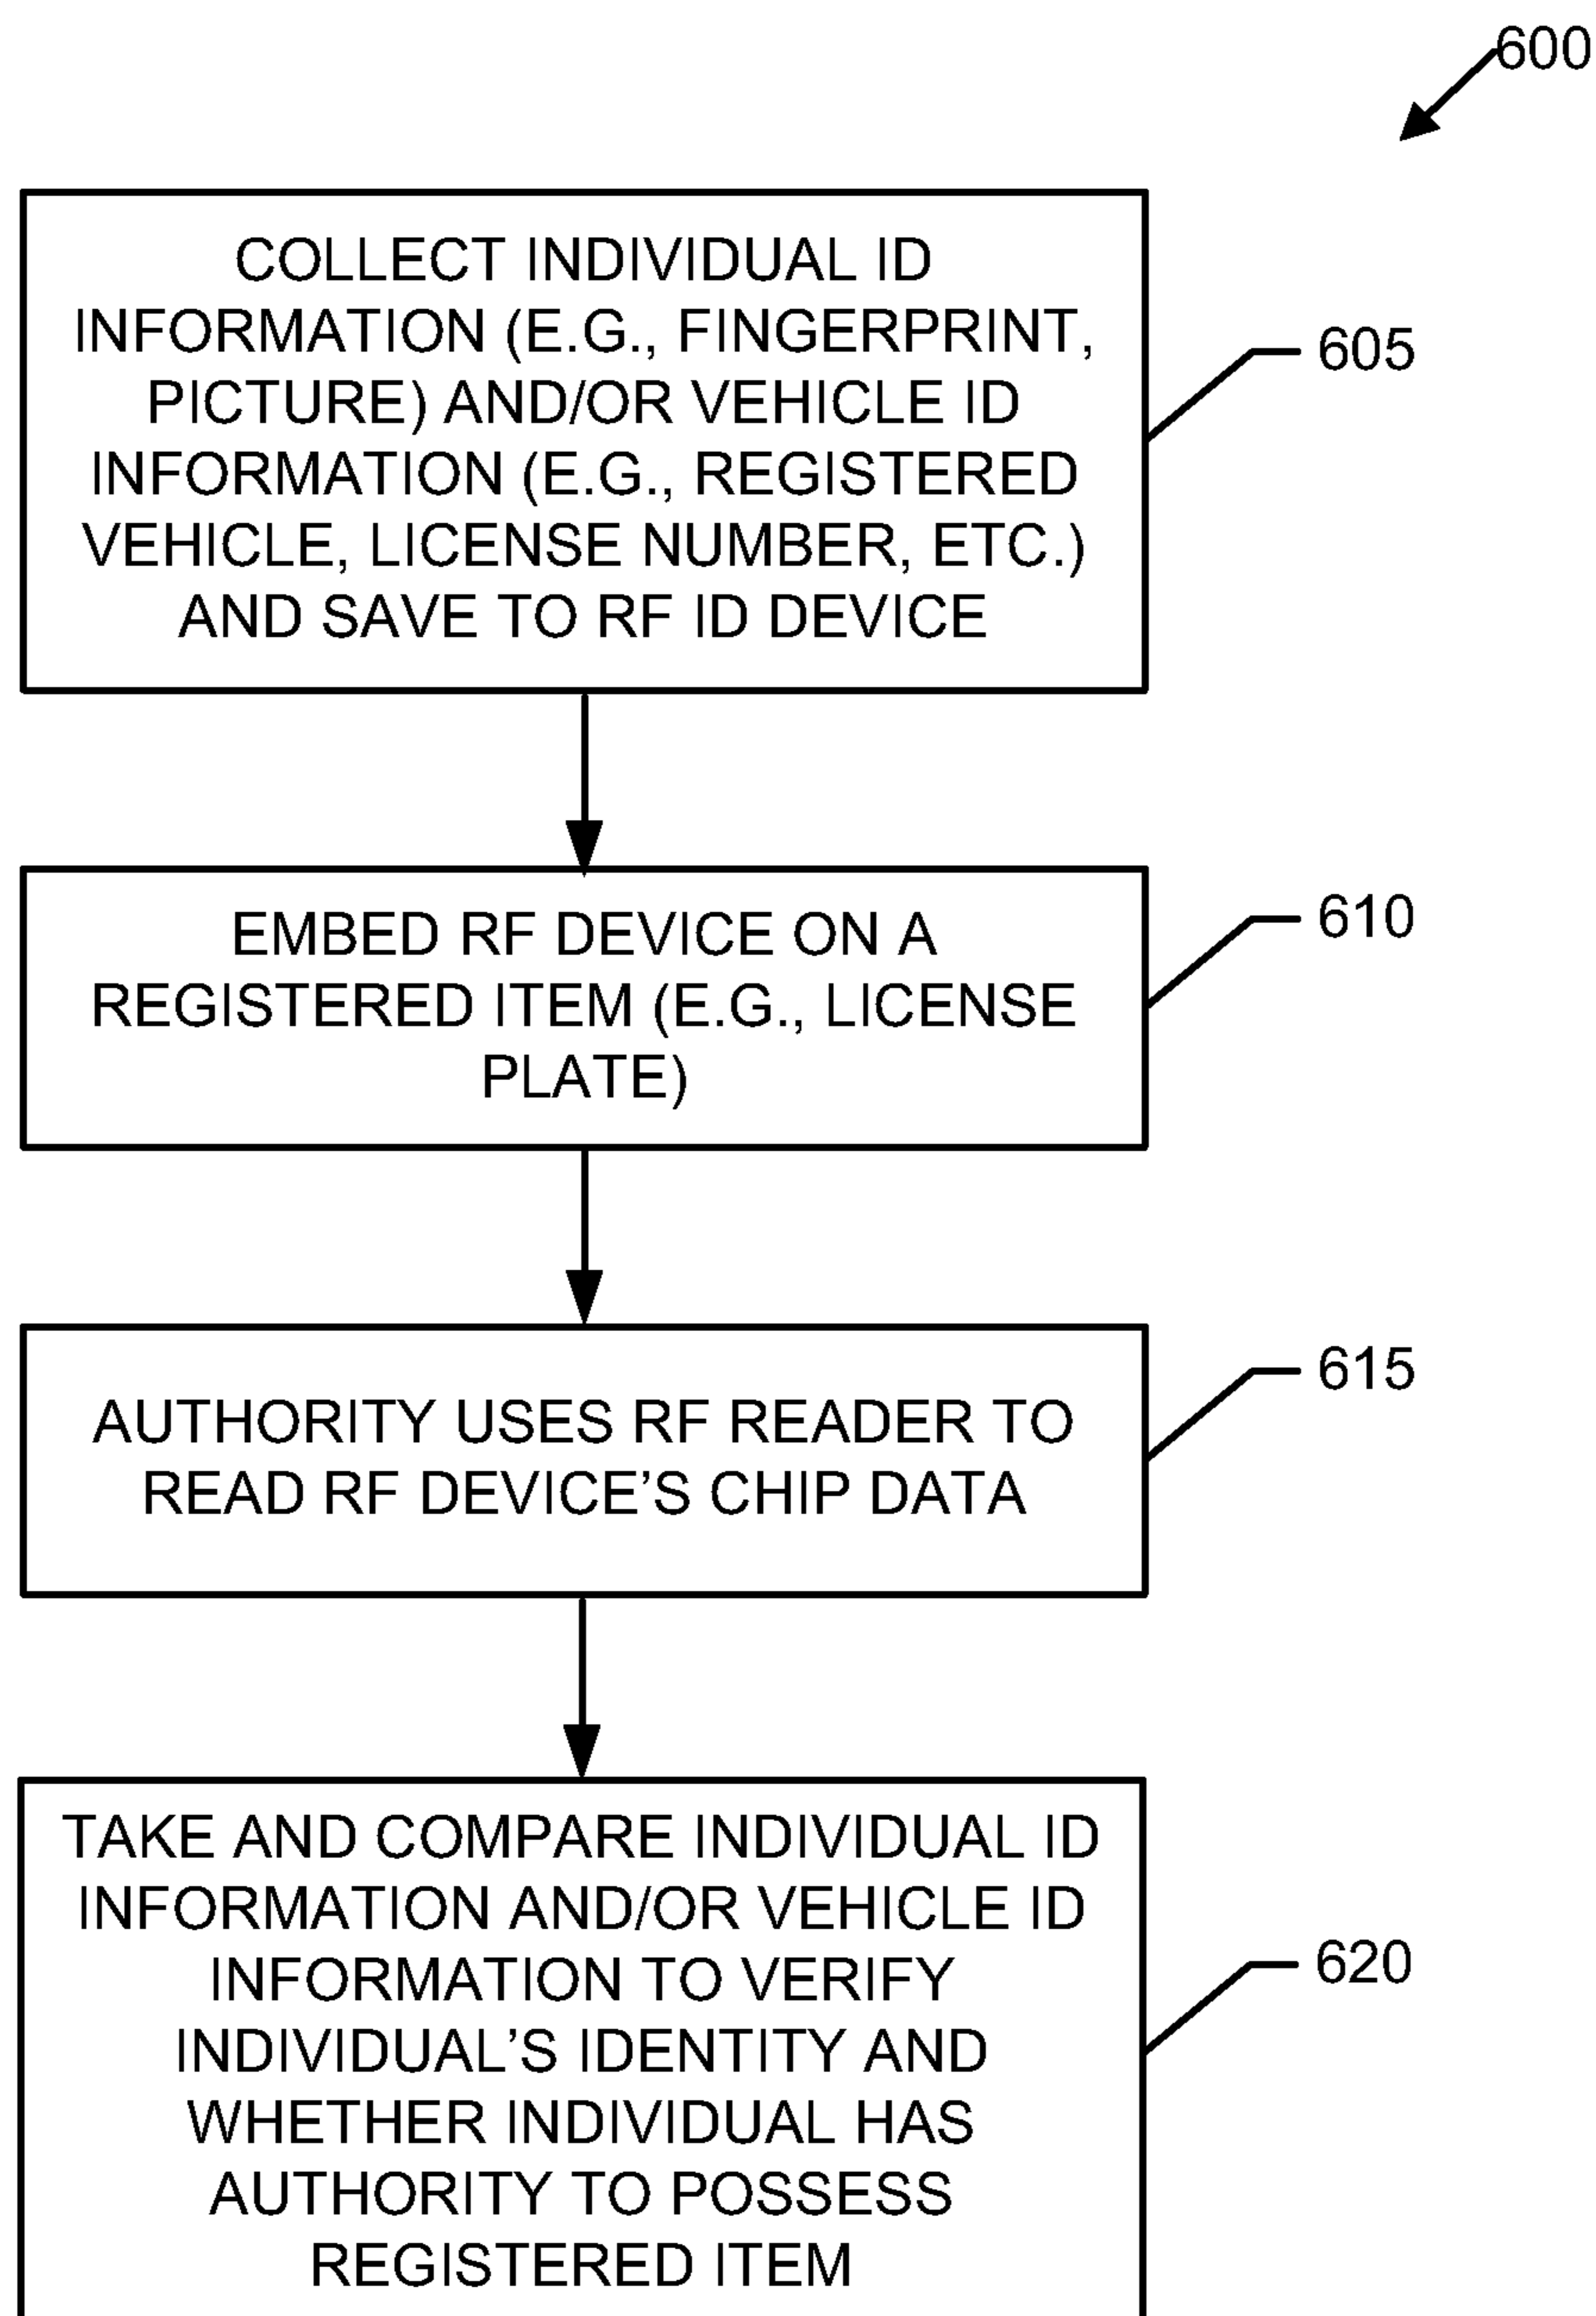 600
COLLECT INDIVIDUAL ID
INFORMATION (E.G., FINGERPRINT,
PICTURE) AND/OR VEHICLE ID
INFORMATION (E.G., REGISTERED
VEHICLE, LICENSE NUMBER, ETC.)
AND SAVE TO RF ID DEVICE
605
EMBED RF DEVICE ON A
REGISTERED ITEM (E.G., LICENSE
PLATE)
610
AUTHORITY USES RF READER TO
READ RF DEVICE'S CHIP DATA
615
TAKE AND COMPARE INDIVIDUAL ID
INFORMATION AND/OR VEHICLE ID
INFORMATION TO VERIFY
INDIVIDUAL'S IDENTITY AND
WHETHER INDIVIDUAL HAS
AUTHORITY TO POSSESS
REGISTERED ITEM
620